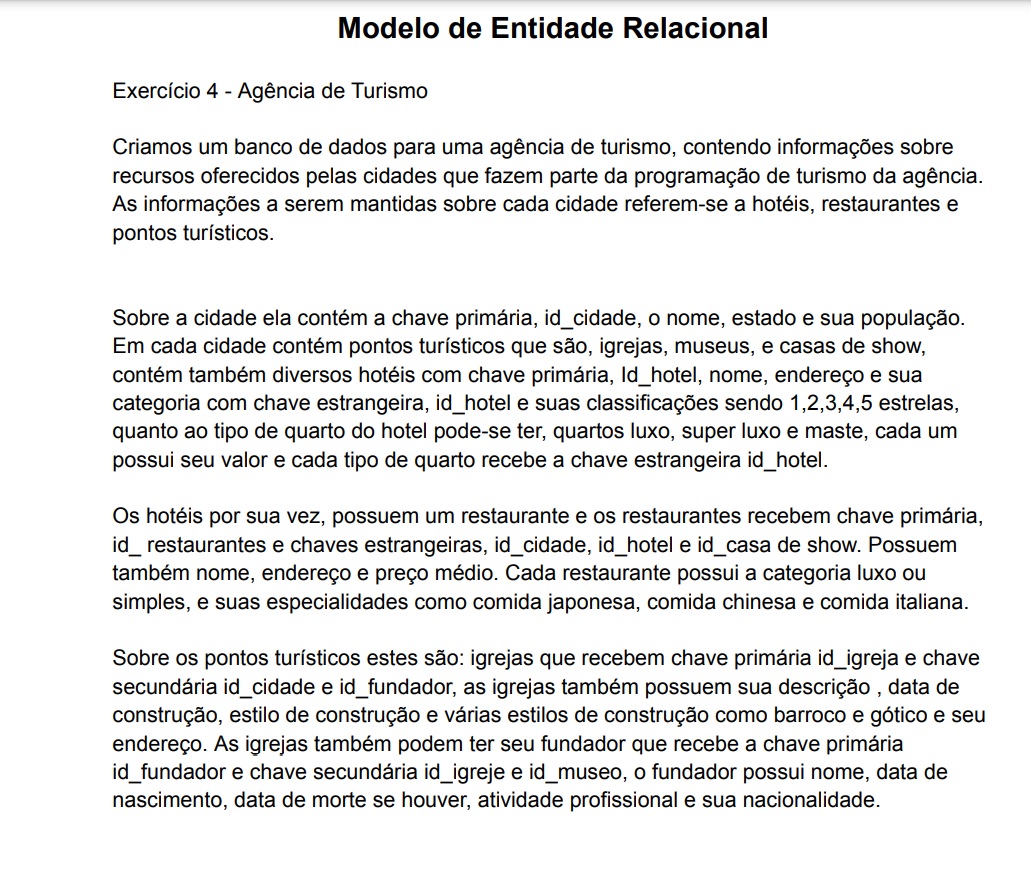 Modelo de Entidade Relacional
Exercício 4 - Agência de Turismo
Criamos um banco de dados para uma agência de turismo, contendo informações sobre
recursos oferecidos pelas cidades que fazem parte da programação de turismo da agência.
As informações a serem mantidas sobre cada cidade referem-se a hotéis, restaurantes e
pontos turísticos.
Sobre a cidade ela contém a chave primária, id_cidade, o nome, estado e sua população.
Em cada cidade contém pontos turísticos que são, igrejas, museus, e casas de show,
contém também diversos hotéis com chave primária, Id_hotel, nome, endereço e sua
categoria com chave estrangeira, id_hotel e suas classificações sendo 1,2,3,4,5 estrelas,
quanto ao tipo de quarto do hotel pode-se ter, quartos luxo, super luxo e maste, cada um
possui seu valor e cada tipo de quarto recebe a chave estrangeira id_hotel.
Os hotéis por sua vez, possuem um restaurante e os restaurantes recebem chave primária,
id_ restaurantes e chaves estrangeiras, id_cidade, id_hotel e id_casa de show. Possuem
também nome, endereço e preço médio. Cada restaurante possui a categoria luxo ou
simples, e suas especialidades como comida japonesa, comida chinesa e comida italiana.
Sobre os pontos turísticos estes são: igrejas que recebem chave primária id_igreja e chave
secundária id_cidade e id_fundador, as igrejas também possuem sua descrição , data de
construção, estilo de construção e várias estilos de construção como barroco e gótico e seu
endereço. As igrejas também podem ter seu fundador que recebe a chave primária
id_fundador e chave secundária id_igreje e id_museo, o fundador possui nome, data de
nascimento, data de morte se houver, atividade profissional e sua nacionalidade.